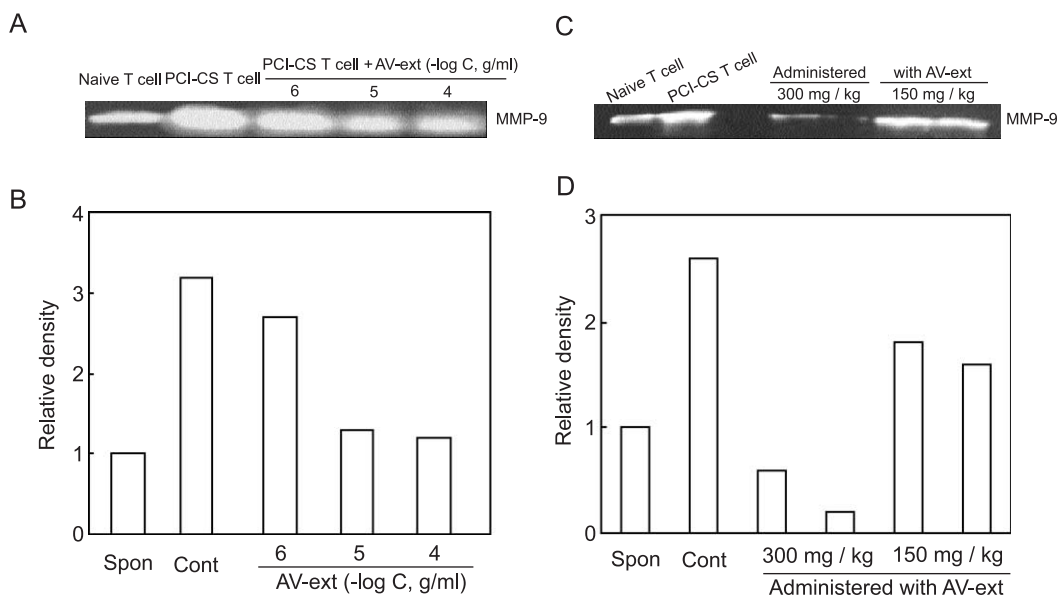 A
Naive T cell PCI-CS T cell PCI-CS T cell + AV-ext (-log C, g/ml)
6 5 4
MMP-9
B
Relative density
4
3
2
1
0
Spon Cont 6 5 4
AV-ext (-log C, g/ml)
C
Naive T cell PCI-CS T cell Administered with AV-ext
300 mg / kg 150 mg / kg
MMP-9
D
Relative density
3
2
1
0
Spon Cont 300 mg / kg 150 mg / kg
Administered with AV-ext